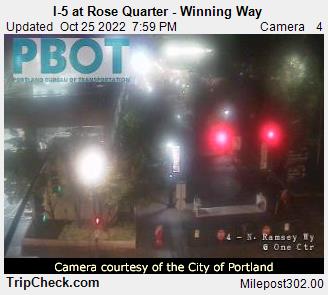 I-5 at Rose Quarter - Winning Way
Updated Oct 25 2022 7:59 PM Camera 4
PBOT
PORTLAND BUREAU OF TRANSPORTATION
4 - N. Ramsey Wy
@ One Ctr
Camera courtesy of the City of Portland
TripCheck.com Milepost302.00